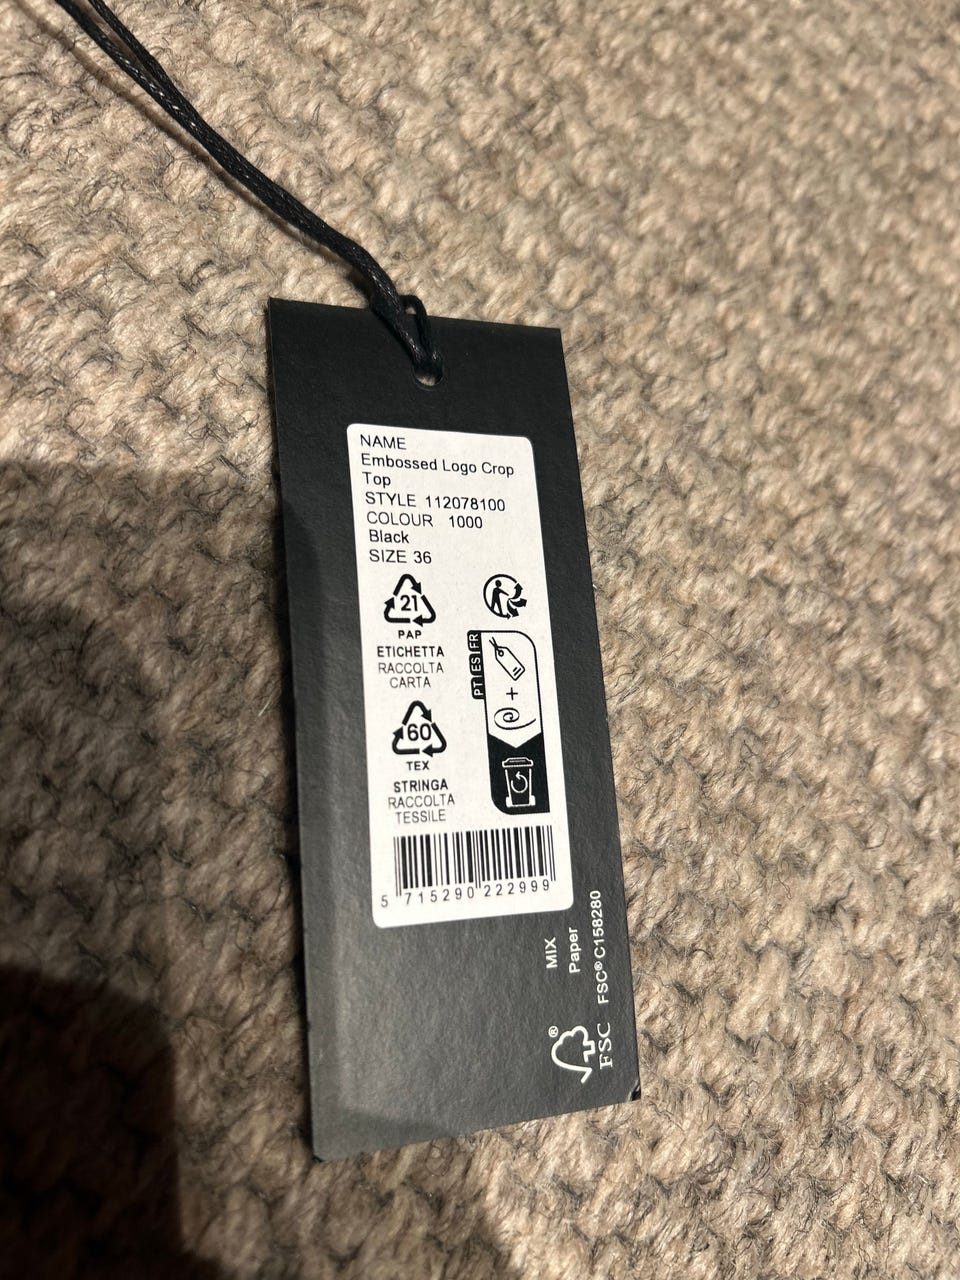 NAME
Embossed Logo Crop
Top
STYLE 112078100
COLOUR 1000
Black
SIZE 36
21
PAP
ETICHETTA
RACCOLTA
CARTA
60
TEX
STRINGA
RACCOLTA
TESSILE
PT|ES|FR
+
5 715290 222999
MIX
Paper
FSC® C158280
®
FSC